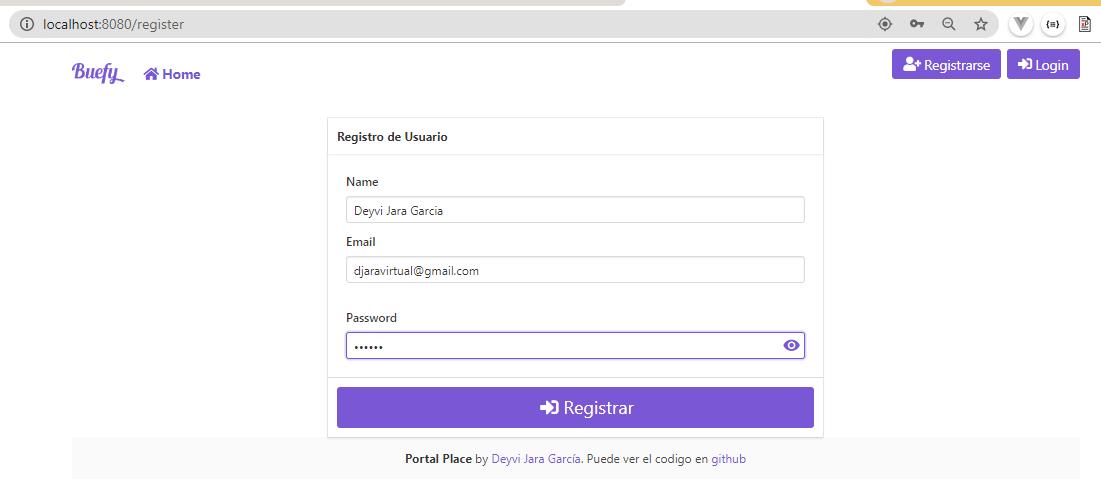 localhost:8080/register
Buefy Home Registrarse Login
Registro de Usuario
Name
Deyvi Jara Garcia
Email
djaravirtual@gmail.com
Password
••••••
Registrar
Portal Place by Deyvi Jara García. Puede ver el codigo en github